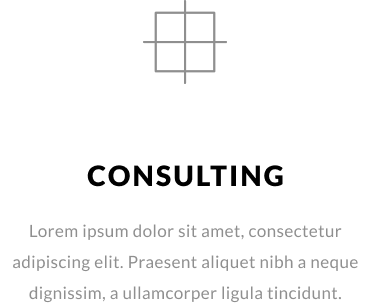 CONSULTING
Lorem ipsum dolor sit amet, consectetur
adipiscing elit. Praesent aliquet nibh a neque
dignissim, a ullamcorper ligula tincidunt.